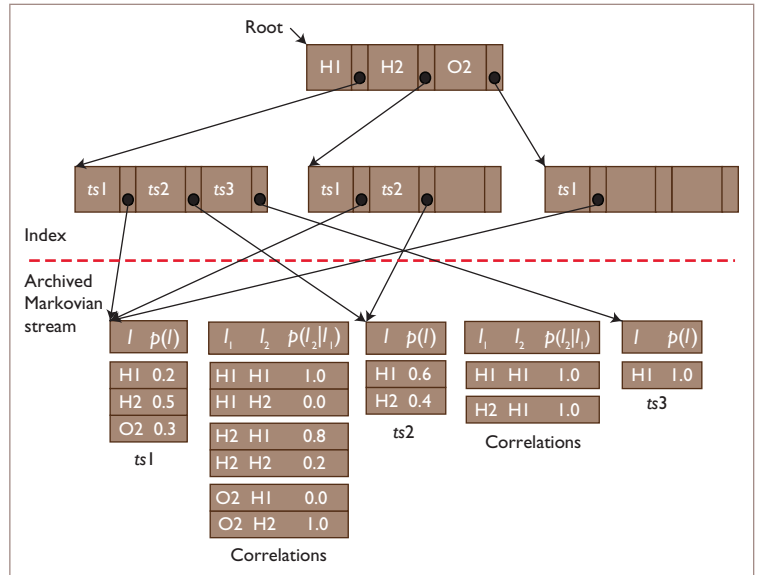 Root
H1 H2 O2
ts1 ts2 ts3
ts1 ts2
ts1
Index
Archived
Markovian
stream
l p(l)
H1 0.2
H2 0.5
O2 0.3
ts1
l₁ l₂ p(l₂|l₁)
H1 H1 1.0
H1 H2 0.0
H2 H1 0.8
H2 H2 0.2
O2 H1 0.0
O2 H2 1.0
Correlations
l p(l)
H1 0.6
H2 0.4
ts2
l₁ l₂ p(l₂|l₁)
H1 H1 1.0
H2 H1 1.0
Correlations
l p(l)
H1 1.0
ts3